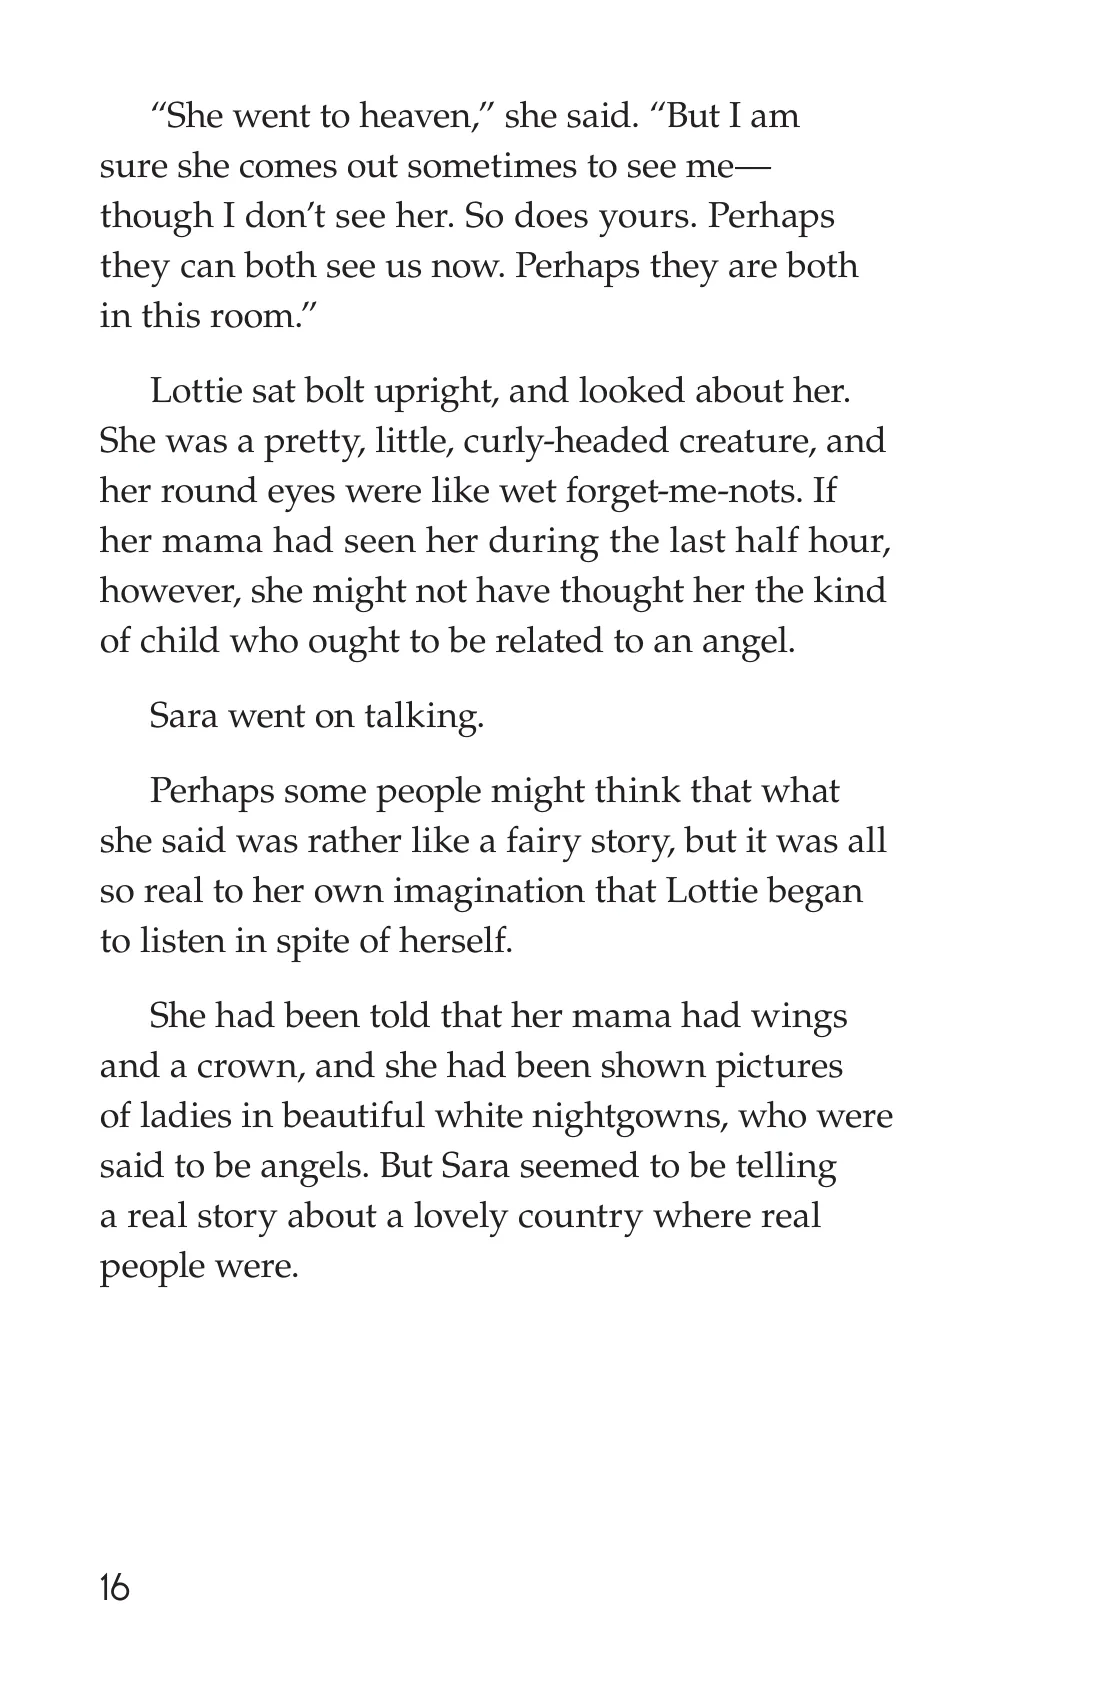 “She went to heaven,” she said. “But I am
sure she comes out sometimes to see me—
though I don’t see her. So does yours. Perhaps
they can both see us now. Perhaps they are both
in this room.”
Lottie sat bolt upright, and looked about her.
She was a pretty, little, curly-headed creature, and
her round eyes were like wet forget-me-nots. If
her mama had seen her during the last half hour,
however, she might not have thought her the kind
of child who ought to be related to an angel.
Sara went on talking.
Perhaps some people might think that what
she said was rather like a fairy story, but it was all
so real to her own imagination that Lottie began
to listen in spite of herself.
She had been told that her mama had wings
and a crown, and she had been shown pictures
of ladies in beautiful white nightgowns, who were
said to be angels. But Sara seemed to be telling
a real story about a lovely country where real
people were.
16